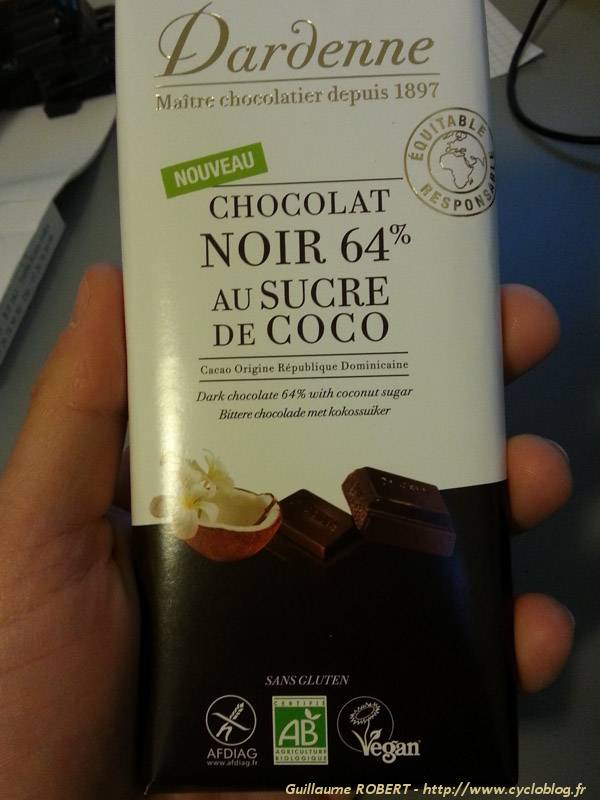 Dardenne
Maître chocolatier depuis 1897
ÉQUITABLE
RESPONSABLE
NOUVEAU
CHOCOLAT
NOIR 64%
AU SUCRE
DE COCO
Cacao Origine République Dominicaine
Dark chocolate 64% with coconut sugar
Bittere chocolade met kokossuiker
SANS GLUTEN
AFDIAG
www.afdiag.fr
CERTIFIÉ
AB
AGRICULTURE
BIOLOGIQUE
Vegan
Guillaume ROBERT - http://www.cycloblog.fr